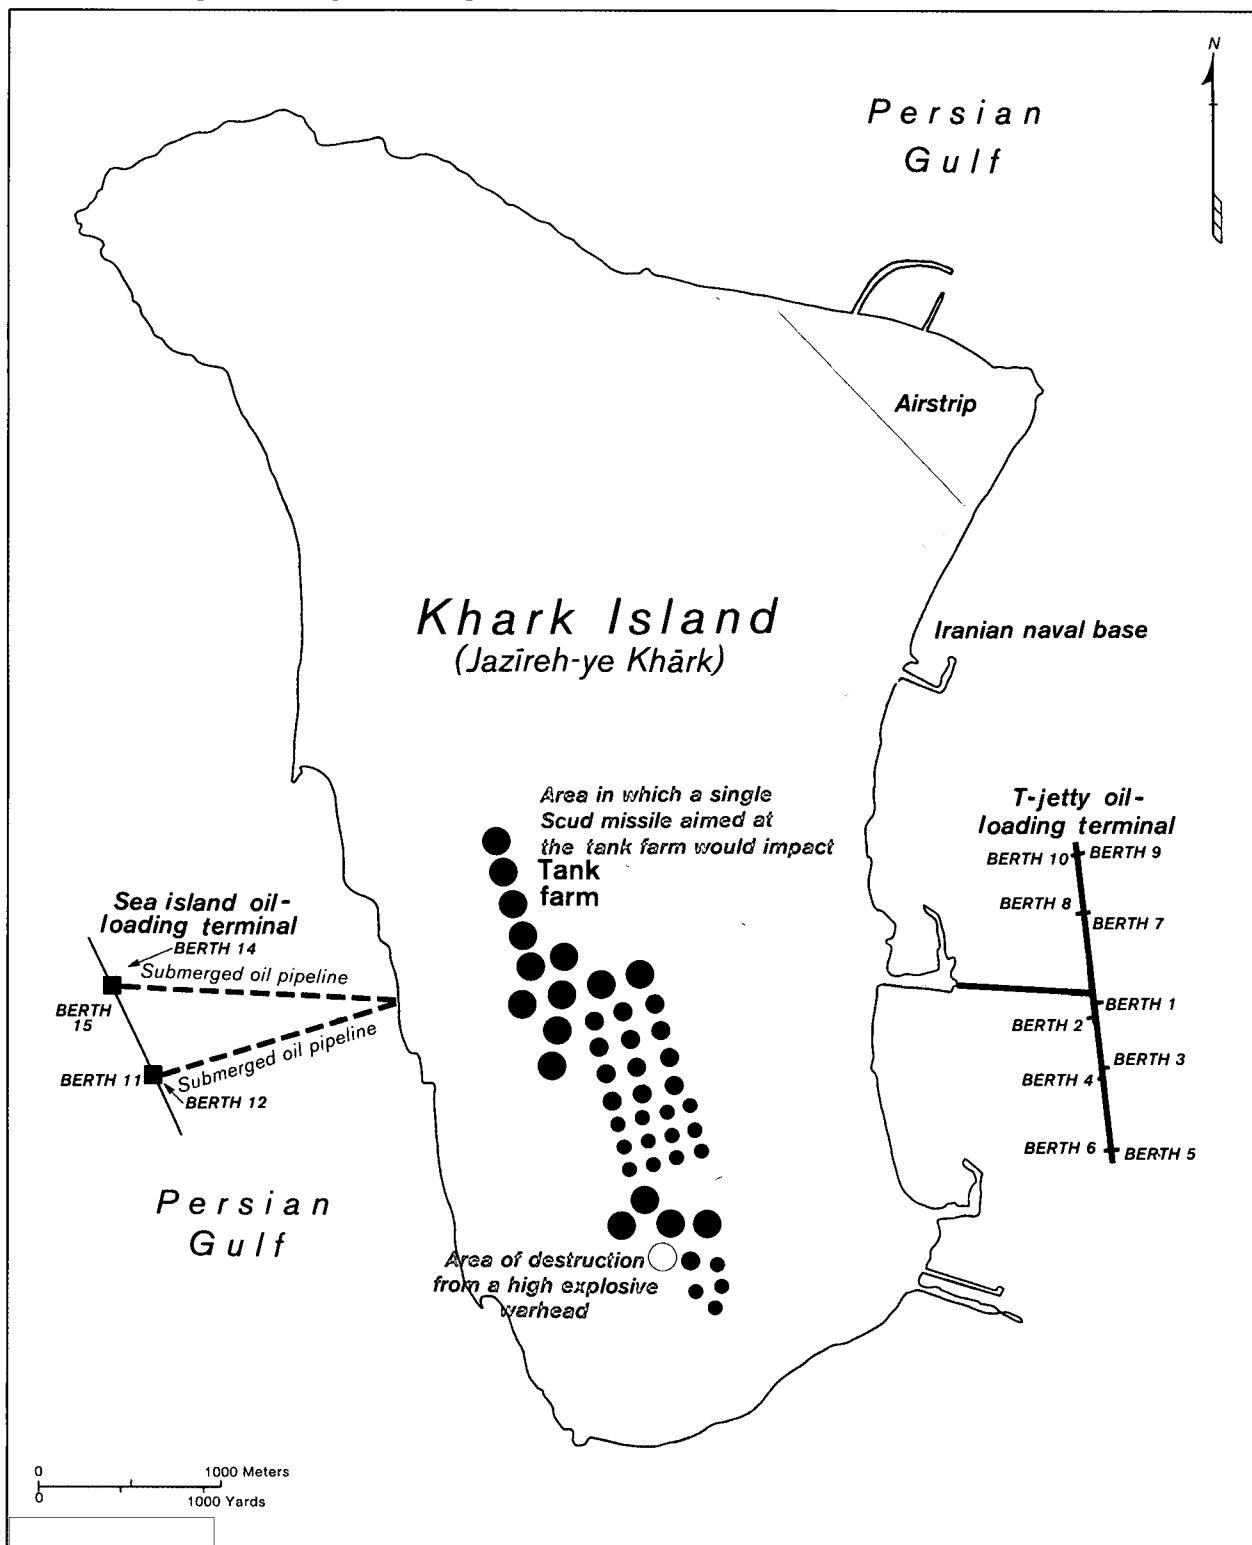 N
Persian
Gulf
Airstrip
Khark Island
(Jazīreh-ye Khārk)
Iranian naval base
Area in which a single
Scud missile aimed at
the tank farm would impact
Tank
farm
T-jetty oil-
loading terminal
BERTH 10
BERTH 9
BERTH 8
BERTH 7
BERTH 1
BERTH 2
BERTH 3
BERTH 4
BERTH 6
BERTH 5
Sea island oil-
loading terminal
BERTH 14
Submerged oil pipeline
BERTH
15
Submerged oil pipeline
BERTH 11
BERTH 12
Persian
Gulf
Area of destruction
from a high explosive
warhead
0 1000 Meters
0 1000 Yards